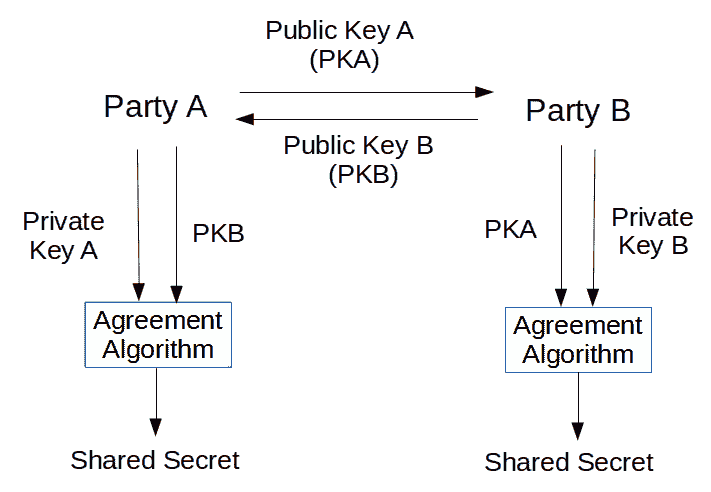 Public Key A
(PKA)
Party A
Party B
Public Key B
(PKB)
Private
Key A
PKB
PKA
Private
Key B
Agreement
Algorithm
Agreement
Algorithm
Shared Secret
Shared Secret